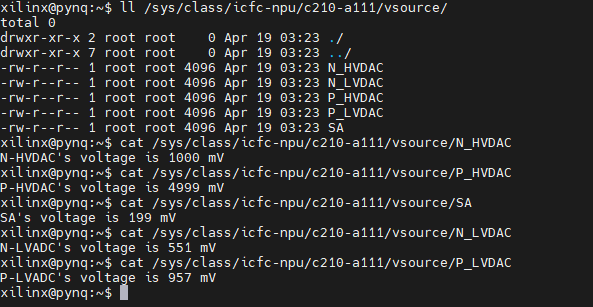 xilinx@pynq:~$ ll /sys/class/icfc-npu/c210-a111/vsource/
total 0
drwxr-xr-x 2 root root    0 Apr 19 03:23 ./
drwxr-xr-x 7 root root    0 Apr 19 03:23 ../
-rw-r--r-- 1 root root 4096 Apr 19 03:23 N_HVDAC
-rw-r--r-- 1 root root 4096 Apr 19 03:23 N_LVDAC
-rw-r--r-- 1 root root 4096 Apr 19 03:23 P_HVDAC
-rw-r--r-- 1 root root 4096 Apr 19 03:23 P_LVDAC
-rw-r--r-- 1 root root 4096 Apr 19 03:23 SA
xilinx@pynq:~$ cat /sys/class/icfc-npu/c210-a111/vsource/N_HVDAC
N-HVDAC's voltage is 1000 mV
xilinx@pynq:~$ cat /sys/class/icfc-npu/c210-a111/vsource/P_HVDAC
P-HVDAC's voltage is 4999 mV
xilinx@pynq:~$ cat /sys/class/icfc-npu/c210-a111/vsource/SA
SA's voltage is 199 mV
xilinx@pynq:~$ cat /sys/class/icfc-npu/c210-a111/vsource/N_LVDAC
N-LVADC's voltage is 551 mV
xilinx@pynq:~$ cat /sys/class/icfc-npu/c210-a111/vsource/P_LVDAC
P-LVADC's voltage is 957 mV
xilinx@pynq:~$